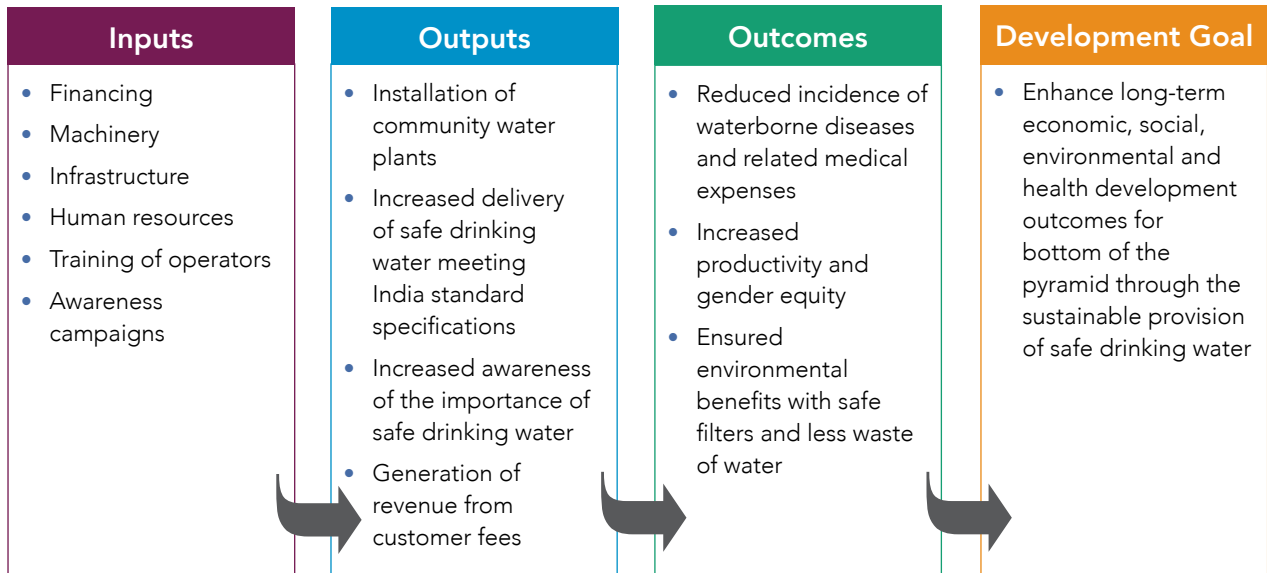 Inputs
• Financing
• Machinery
• Infrastructure
• Human resources
• Training of operators
• Awareness
campaigns
Outputs
• Installation of
community water
plants
• Increased delivery
of safe drinking
water meeting
India standard
specifications
• Increased awareness
of the importance of
safe drinking water
• Generation of
revenue from
customer fees
Outcomes
• Reduced incidence of
waterborne diseases
and related medical
expenses
• Increased
productivity and
gender equity
• Ensured
environmental
benefits with safe
filters and less waste
of water
Development Goal
• Enhance long-term
economic, social,
environmental and
health development
outcomes for
bottom of the
pyramid through the
sustainable provision
of safe drinking water